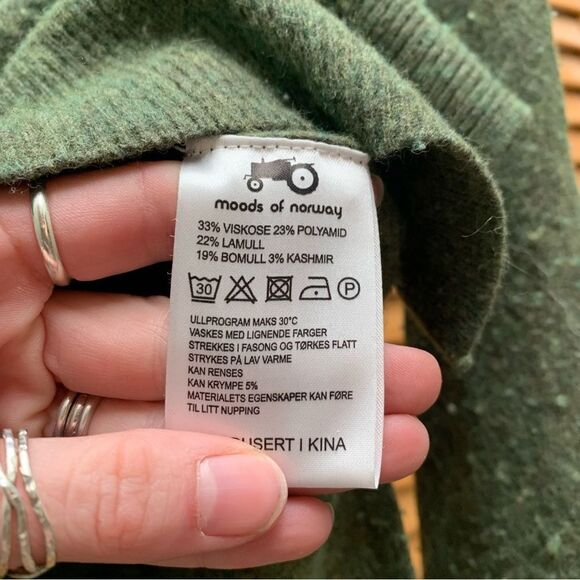 moods of norway
33% VISKOSE 23% POLYAMID
22% LAMULL
19% BOMULL 3% KASHMIR
30 P
ULLPROGRAM MAKS 30°C
VASKES MED LIGNENDE FARGER
STREKKES I FASONG OG TØRKES FLATT
STRYKES PÅ LAV VARME
KAN RENSES
KAN KRYMPE 5%
MATERIALETS EGENSKAPER KAN FØRE
TIL LITT NUPPING
I KINA